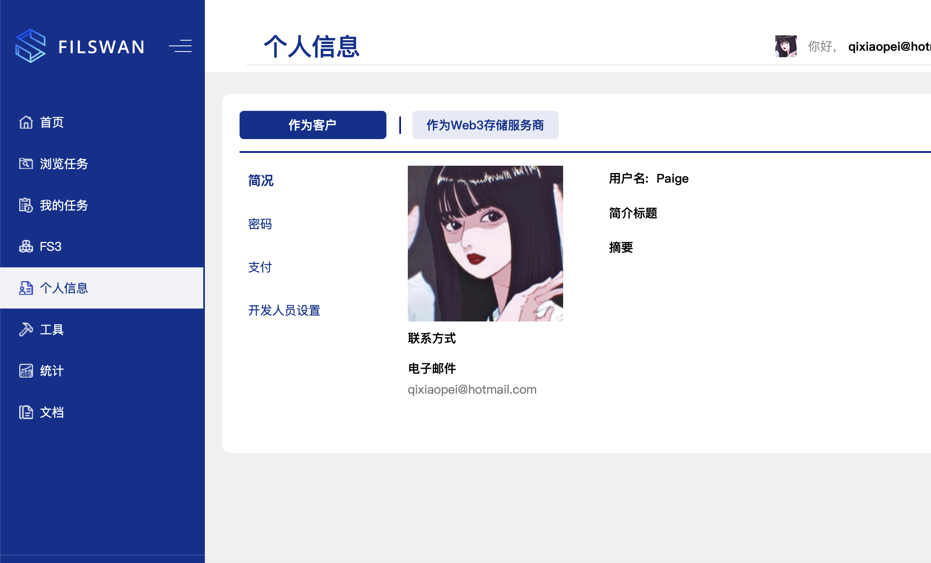 FILSWAN
个人信息
你好, qixiaopei@hotm
首页
浏览任务
我的任务
FS3
个人信息
工具
统计
文档
作为客户
作为Web3存储服务商
简况
密码
支付
开发人员设置
联系方式
电子邮件
qixiaopei@hotmail.com
用户名: Paige
简介标题
摘要